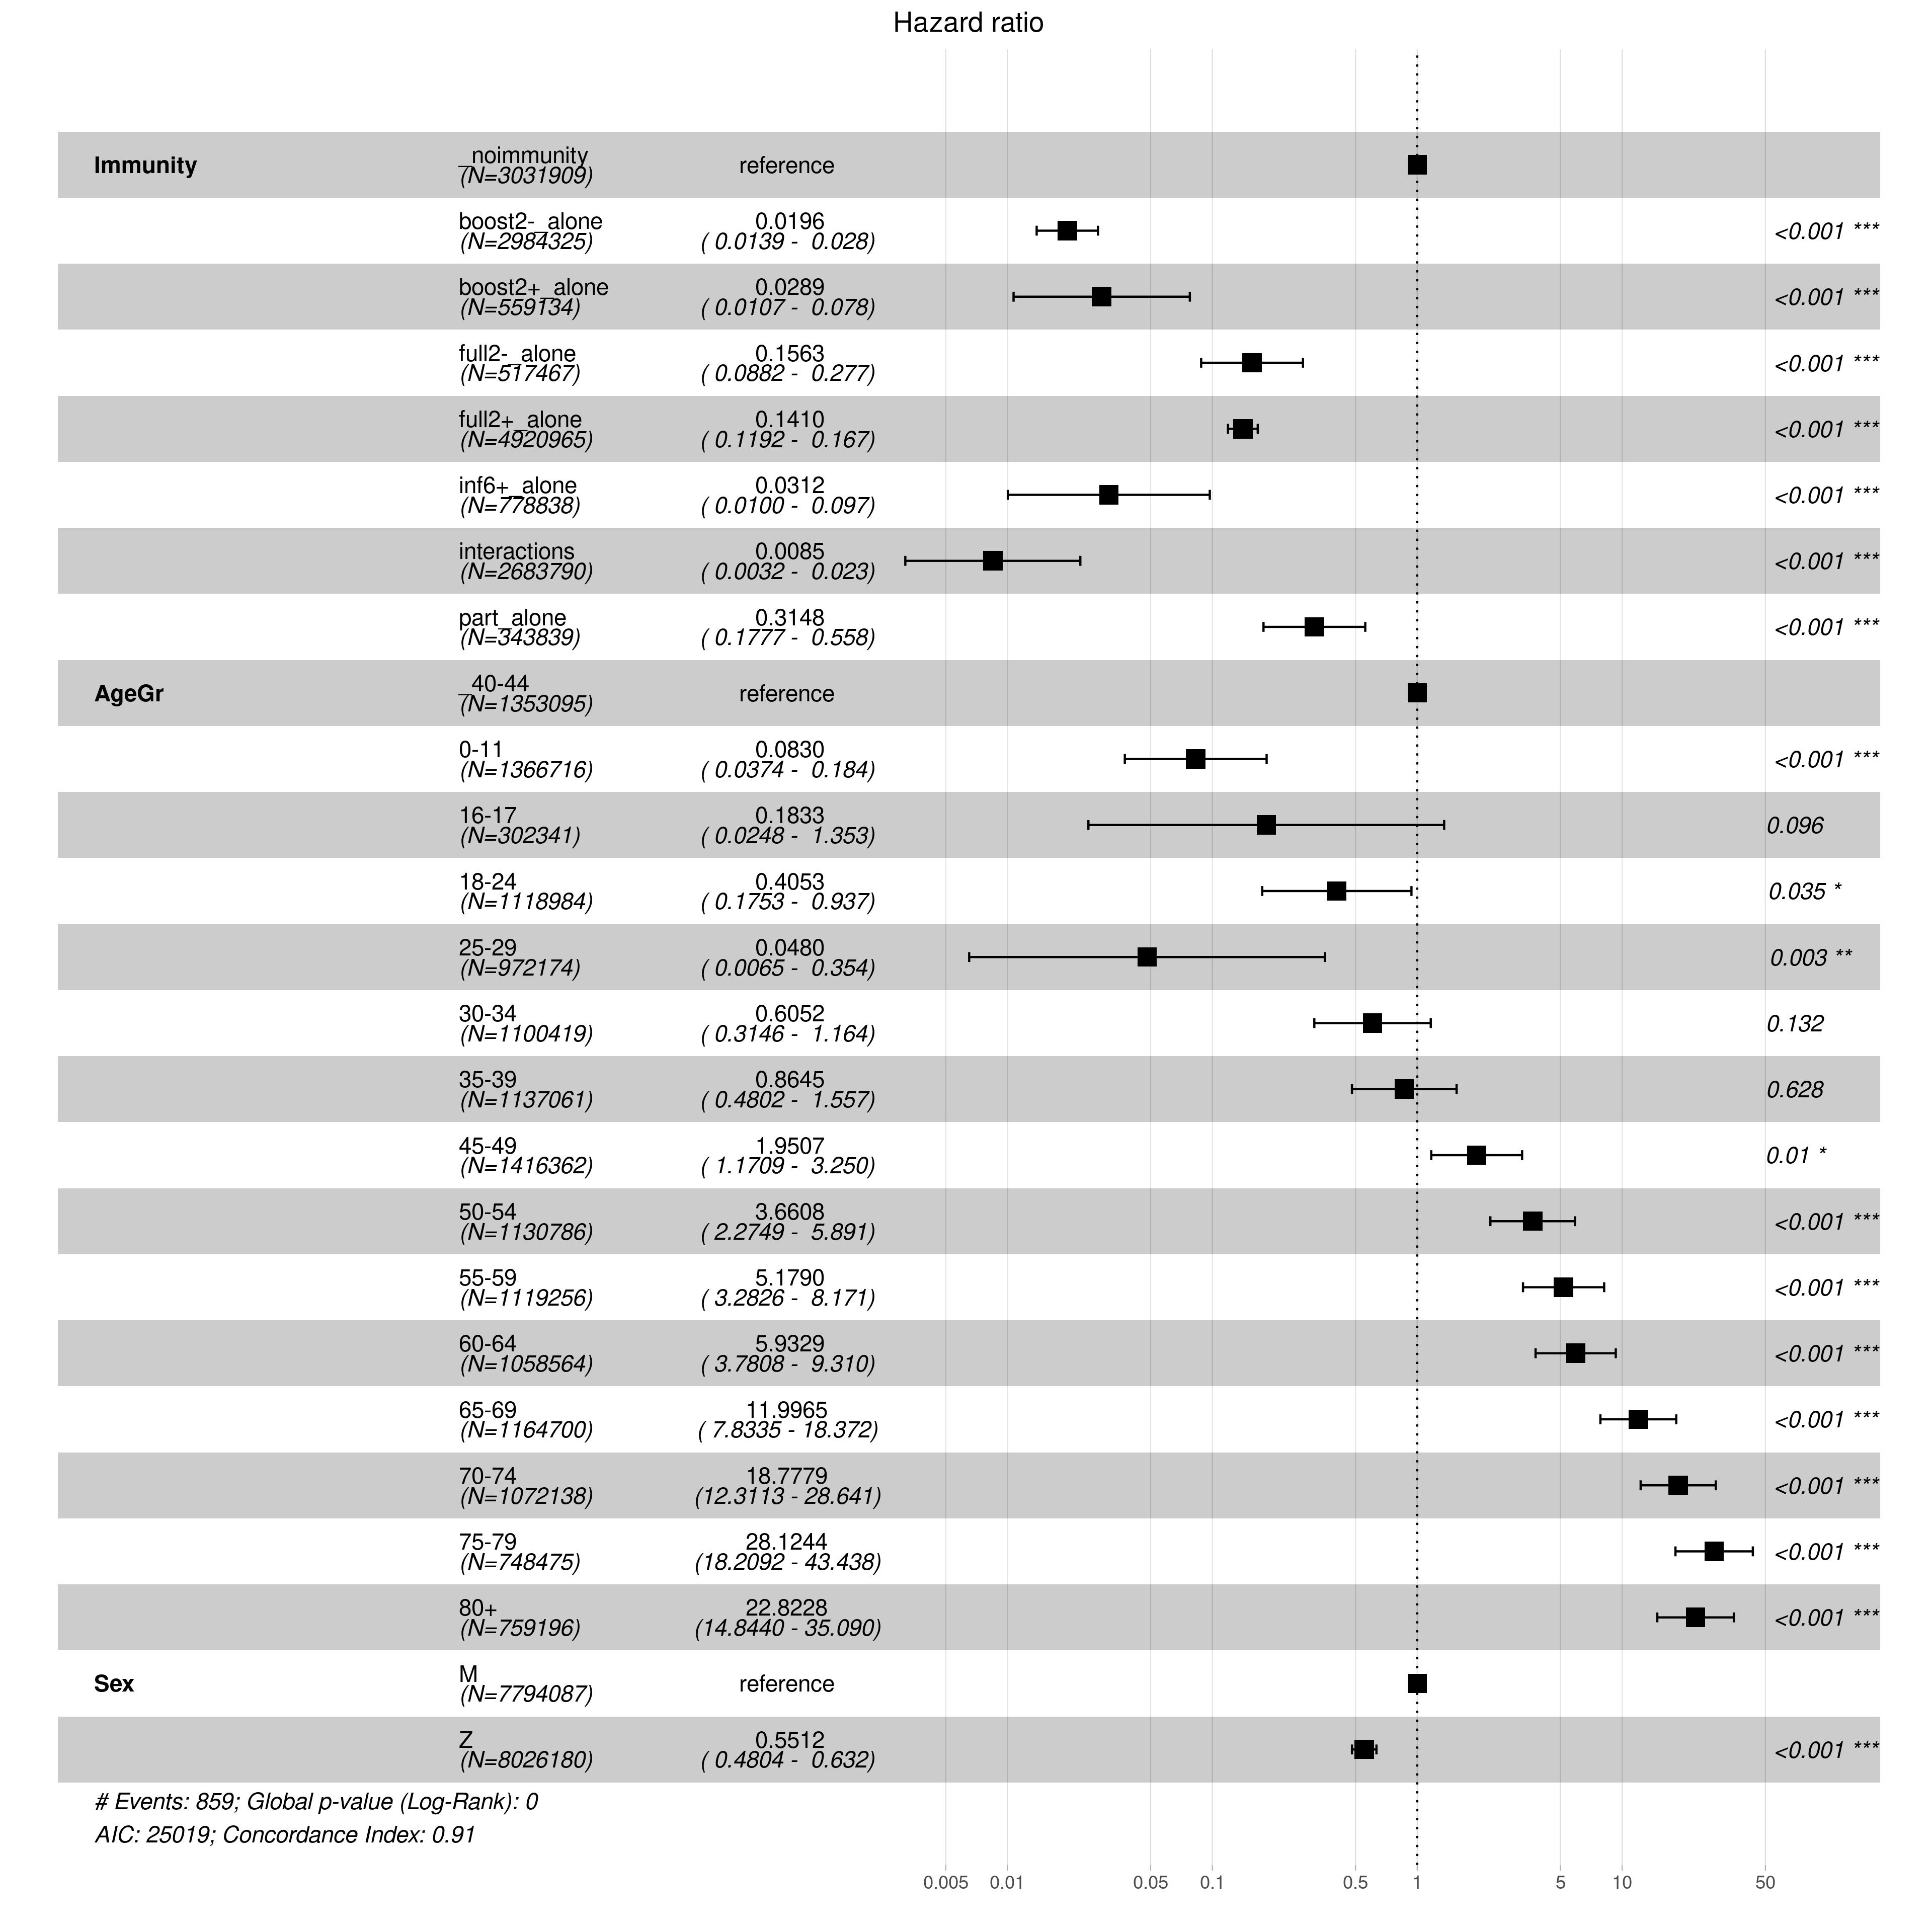 Hazard ratio
Immunity _noimmunity reference
(N=3031909)
boost2-_alone 0.0196
(N=2984325) ( 0.0139 - 0.028) <0.001 ***
boost2+_alone 0.0289
(N=559134) ( 0.0107 - 0.078) <0.001 ***
full2-_alone 0.1563
(N=517467) ( 0.0882 - 0.277) <0.001 ***
full2+_alone 0.1410
(N=4920965) ( 0.1192 - 0.167) <0.001 ***
inf6+_alone 0.0312
(N=778838) ( 0.0100 - 0.097) <0.001 ***
interactions 0.0085
(N=2683790) ( 0.0032 - 0.023) <0.001 ***
part_alone 0.3148
(N=343839) ( 0.1777 - 0.558) <0.001 ***
AgeGr _40-44 reference
(N=1353095)
0-11 0.0830
(N=1366716) ( 0.0374 - 0.184) <0.001 ***
16-17 0.1833
(N=302341) ( 0.0248 - 1.353) 0.096
18-24 0.4053
(N=1118984) ( 0.1753 - 0.937) 0.035 *
25-29 0.0480
(N=972174) ( 0.0065 - 0.354) 0.003 **
30-34 0.6052
(N=1100419) ( 0.3146 - 1.164) 0.132
35-39 0.8645
(N=1137061) ( 0.4802 - 1.557) 0.628
45-49 1.9507
(N=1416362) ( 1.1709 - 3.250) 0.01 *
50-54 3.6608
(N=1130786) ( 2.2749 - 5.891) <0.001 ***
55-59 5.1790
(N=1119256) ( 3.2826 - 8.171) <0.001 ***
60-64 5.9329
(N=1058564) ( 3.7808 - 9.310) <0.001 ***
65-69 11.9965
(N=1164700) ( 7.8335 - 18.372) <0.001 ***
70-74 18.7779
(N=1072138) (12.3113 - 28.641) <0.001 ***
75-79 28.1244
(N=748475) (18.2092 - 43.438) <0.001 ***
80+ 22.8228
(N=759196) (14.8440 - 35.090) <0.001 ***
Sex M reference
(N=7794087)
Z 0.5512
(N=8026180) ( 0.4804 - 0.632) <0.001 ***
# Events: 859; Global p-value (Log-Rank): 0
AIC: 25019; Concordance Index: 0.91
0.005 0.01 0.05 0.1 0.5 1 5 10 50